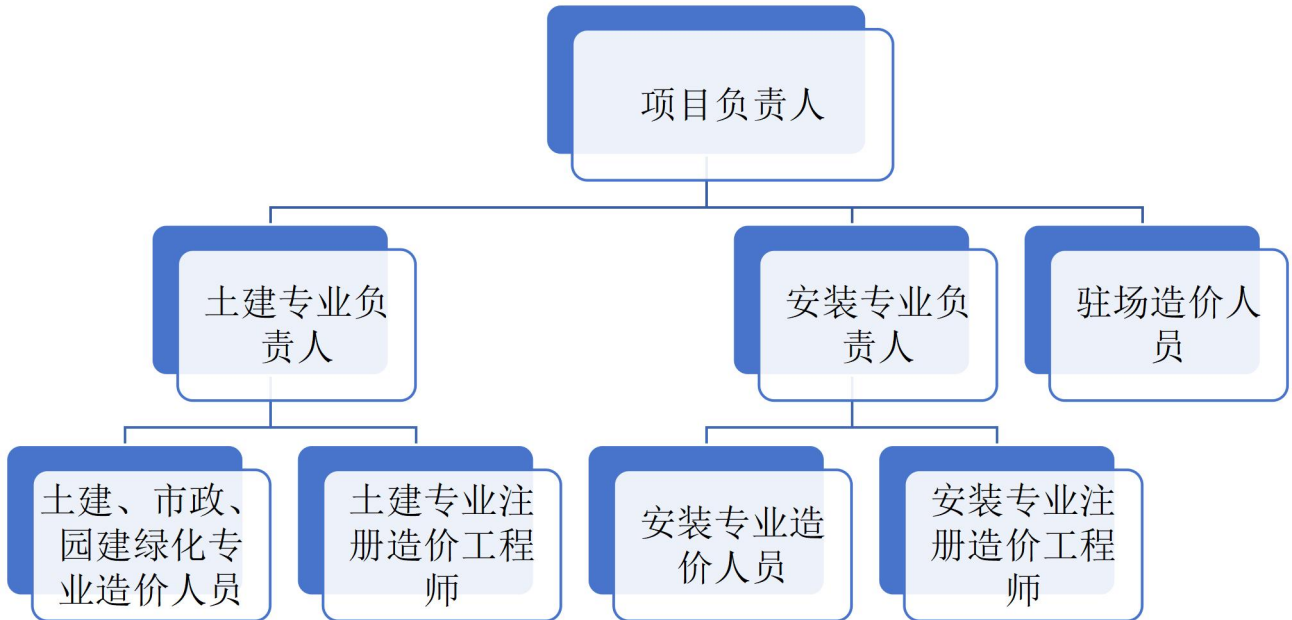 项目负责人
土建专业负
责人
安装专业负
责人
驻场造价人
员
土建、市政、
园建绿化专
业造价人员
土建专业注
册造价工程
师
安装专业造
价人员
安装专业注
册造价工程
师